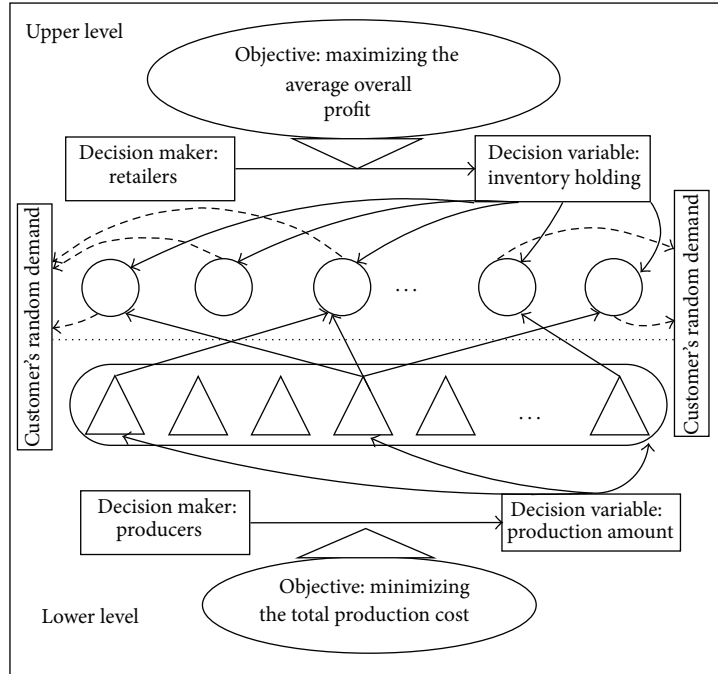 Upper level
Objective: maximizing the
average overall
profit
Decision maker:
retailers
Decision variable:
inventory holding
Customer's random demand
Customer's random demand
...
...
Decision maker:
producers
Decision variable:
production amount
Objective: minimizing
the total production cost
Lower level